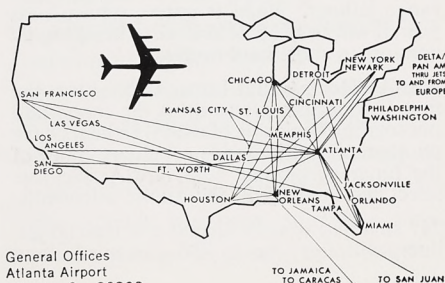 NEW YORK
NEWARK
DELTA/
PAN AM
THRU JETS
TO AND FROM
EUROPE
DETROIT
CHICAGO
SAN FRANCISCO
KANSAS CITY
ST. LOUIS
CINCINNATI
PHILADELPHIA
WASHINGTON
LAS VEGAS
MEMPHIS
LOS
ANGELES
ATLANTA
DALLAS
SAN
DIEGO
FT. WORTH
JACKSONVILLE
HOUSTON
NEW
ORLEANS
ORLANDO
TAMPA
MIAMI
General Offices
Atlanta Airport
TO JAMAICA
TO CARACAS
TO SAN JUAN